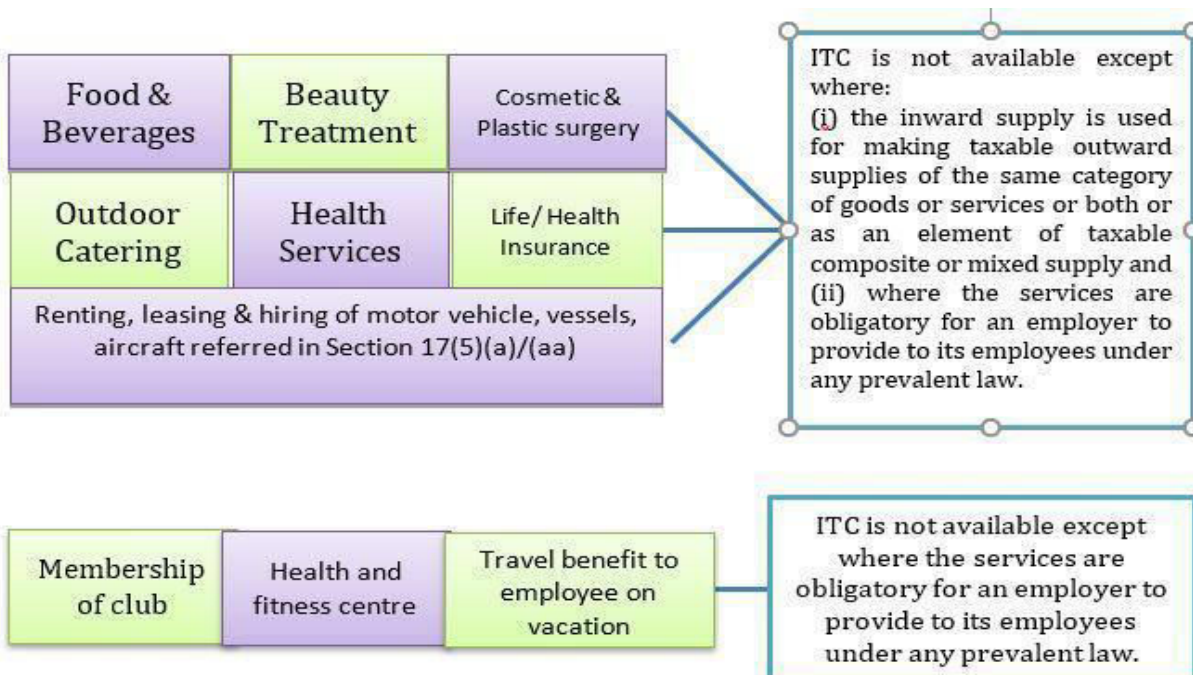 Food &
Beverages
Beauty
Treatment
Cosmetic &
Plastic surgery
Outdoor
Catering
Health
Services
Life/ Health
Insurance
Renting, leasing & hiring of motor vehicle, vessels,
aircraft referred in Section 17(5)(a)/(aa)
ITC is not available except
where:
(i) the inward supply is used
for making taxable outward
supplies of the same category
of goods or services or both or
as an element of taxable
composite or mixed supply and
(ii) where the services are
obligatory for an employer to
provide to its employees under
any prevalent law.
Membership
of club
Health and
fitness centre
Travel benefit to
employee on
vacation
ITC is not available except
where the services are
obligatory for an employer to
provide to its employees
under any prevalent law.